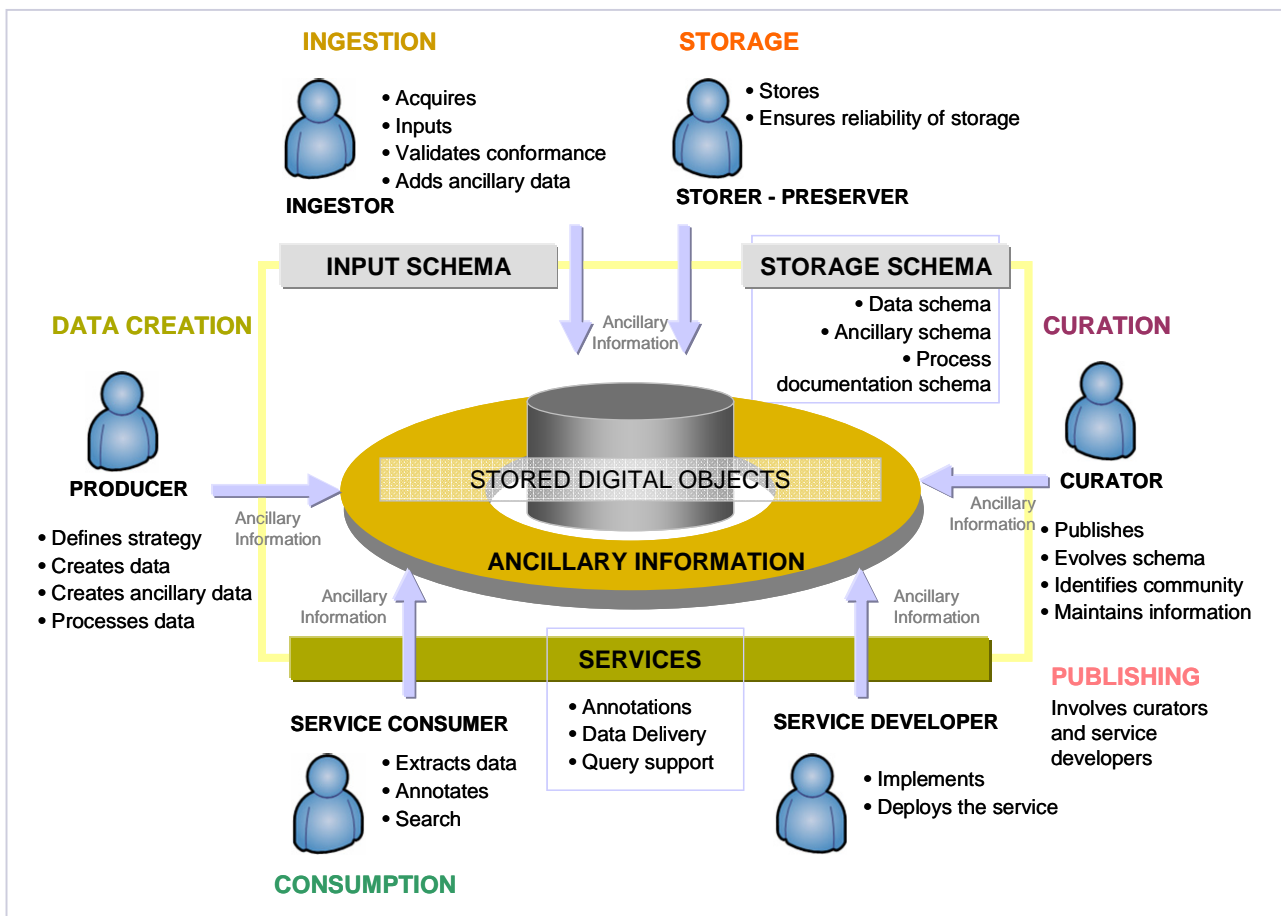 INGESTION
• Acquires
• Inputs
• Validates conformance
• Adds ancillary data
INGESTOR
STORAGE
• Stores
• Ensures reliability of storage
STORER - PRESERVER
INPUT SCHEMA
STORAGE SCHEMA
• Data schema
• Ancillary schema
• Process
documentation schema
Ancillary
Information
DATA CREATION
PRODUCER
• Defines strategy
• Creates data
• Creates ancillary data
• Processes data
Ancillary
Information
CURATION
CURATOR
Ancillary
Information
• Publishes
• Evolves schema
• Identifies community
• Maintains information
STORED DIGITAL OBJECTS
ANCILLARY INFORMATION
Ancillary
Information
Ancillary
Information
SERVICES
• Annotations
• Data Delivery
• Query support
SERVICE CONSUMER
• Extracts data
• Annotates
• Search
CONSUMPTION
SERVICE DEVELOPER
• Implements
• Deploys the service
PUBLISHING
Involves curators
and service
developers